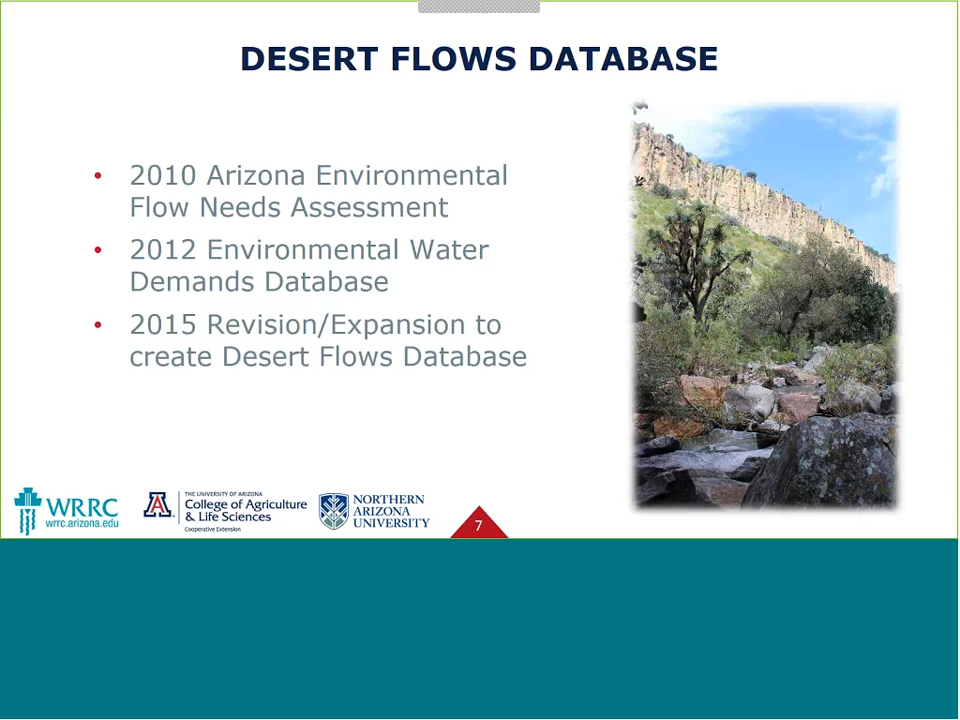 DESERT FLOWS DATABASE
• 2010 Arizona Environmental
Flow Needs Assessment
• 2012 Environmental Water
Demands Database
• 2015 Revision/Expansion to
create Desert Flows Database
WRRC
wrrc.arizona.edu
A
THE UNIVERSITY OF ARIZONA
College of Agriculture
& Life Sciences
Cooperative Extension
NORTHERN
ARIZONA
UNIVERSITY
7